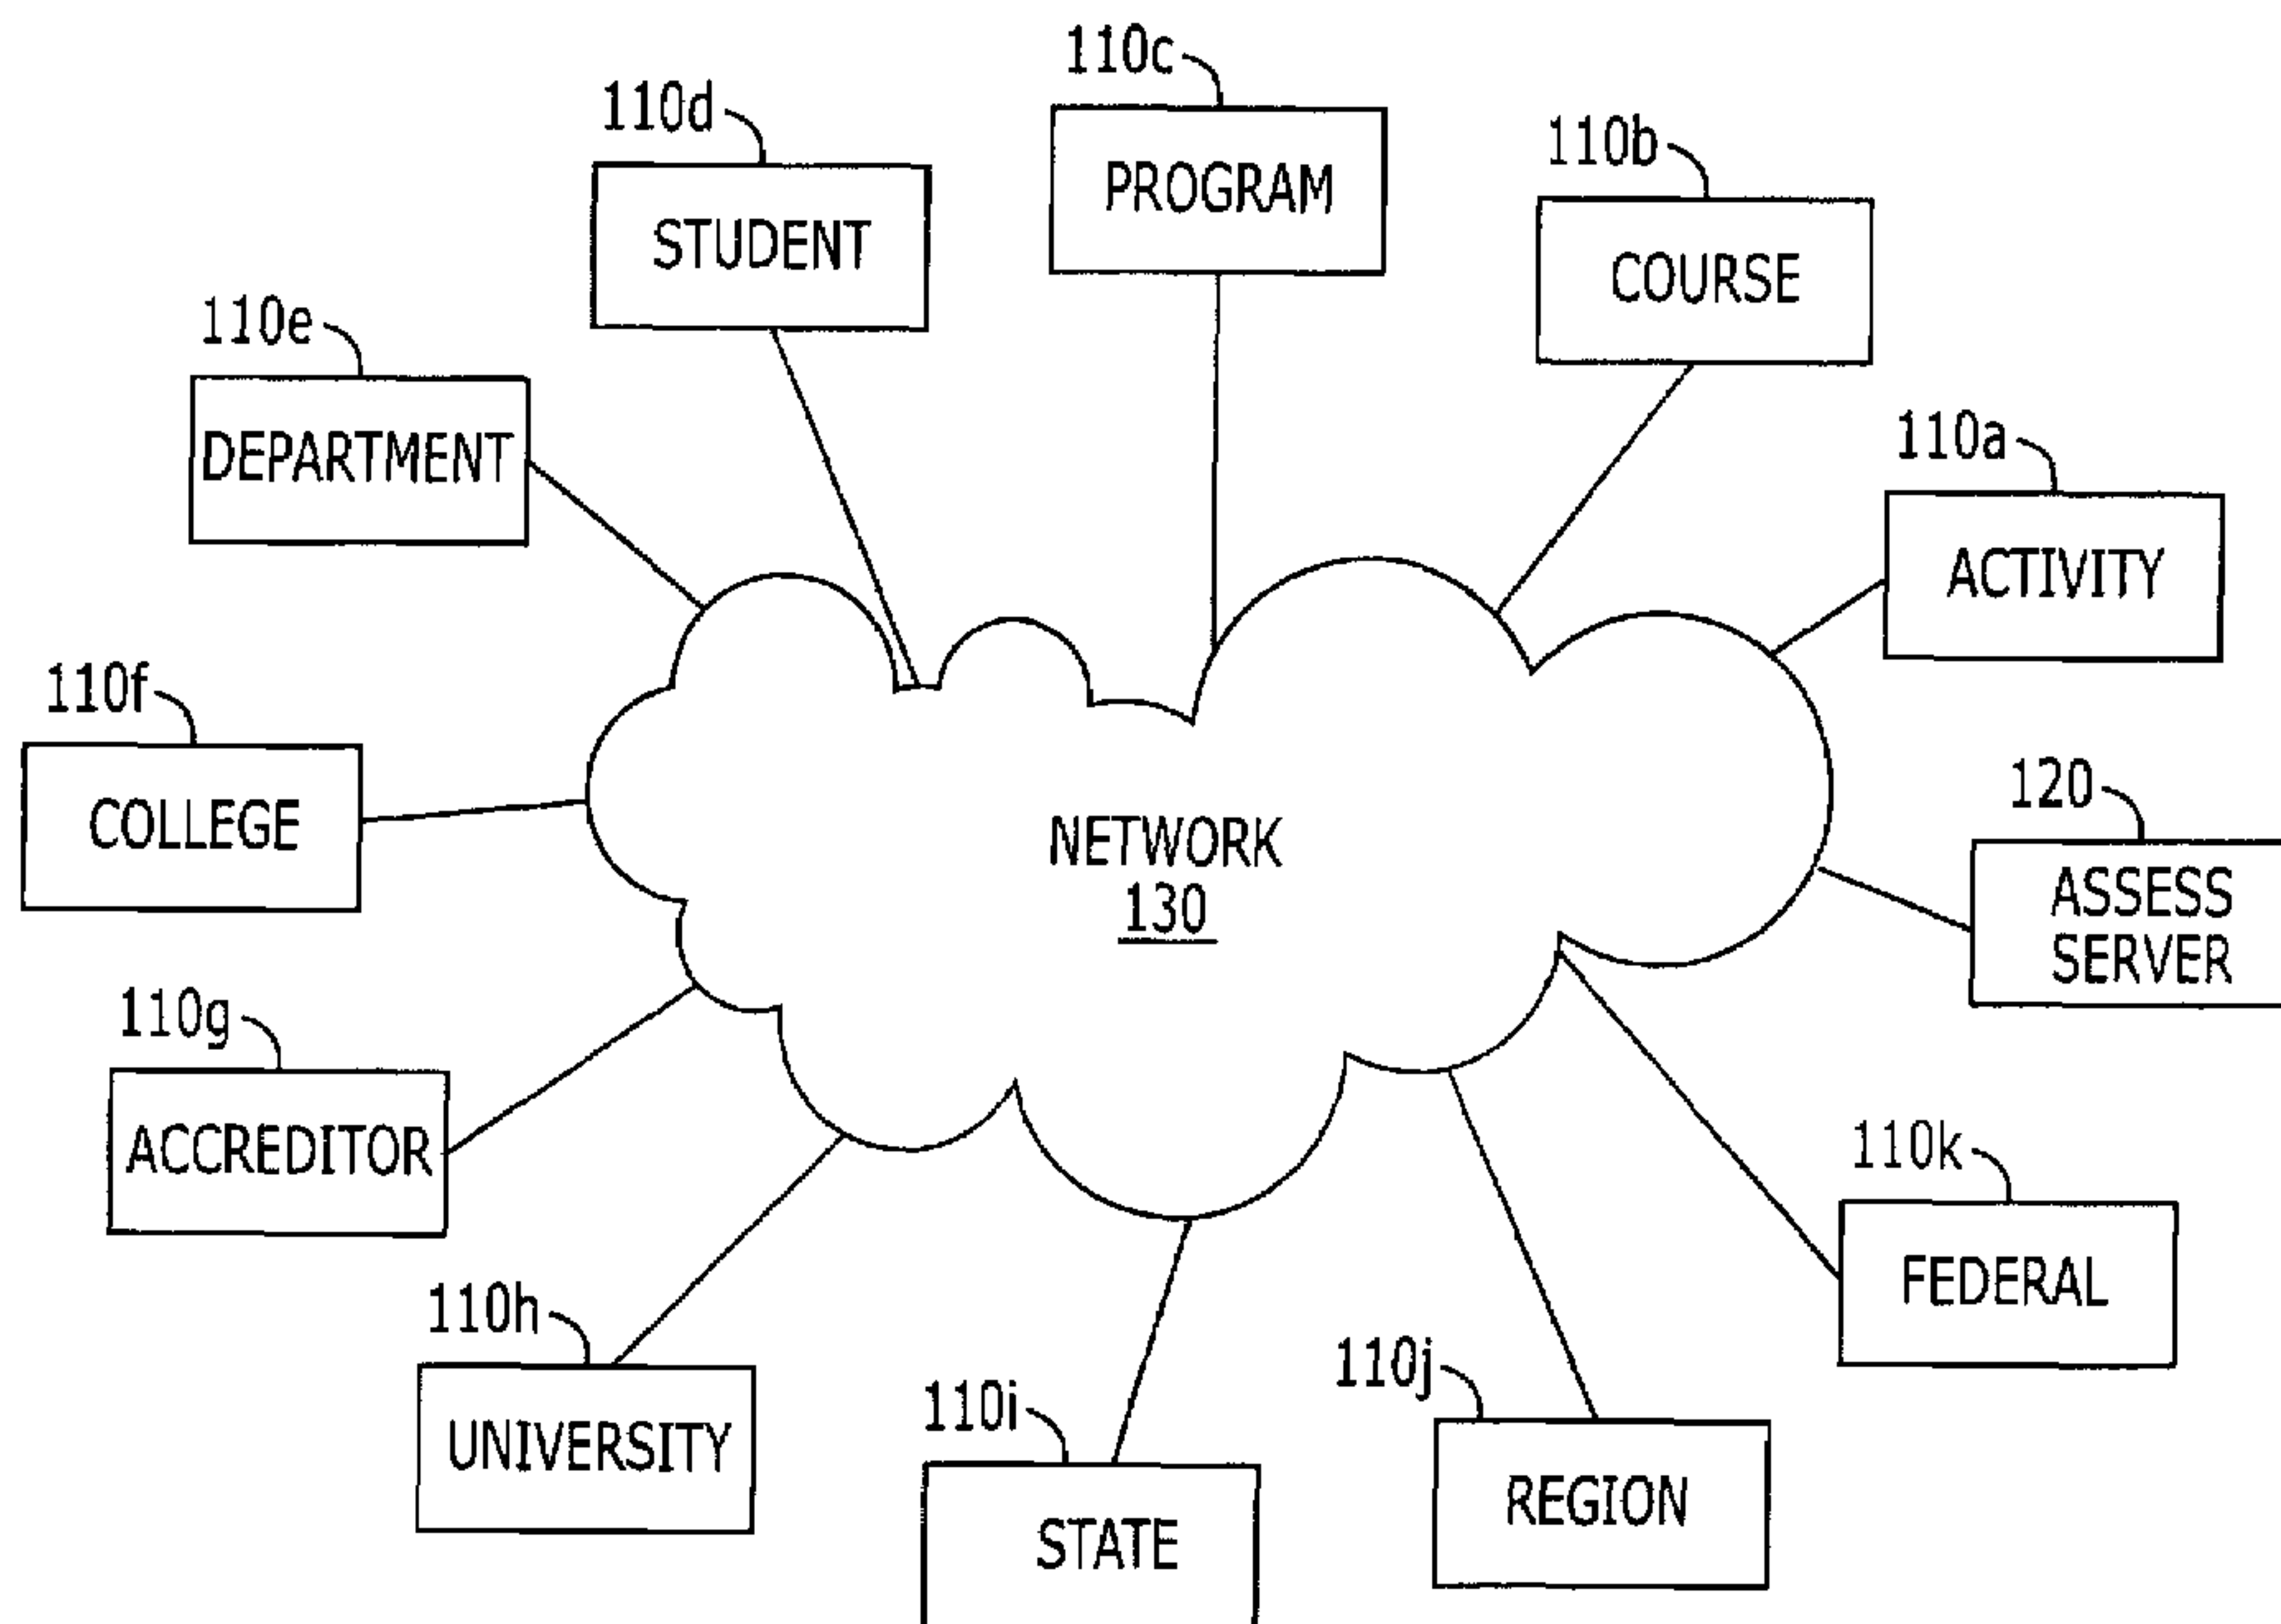 110c
PROGRAM
110d
STUDENT
110b
COURSE
110e
DEPARTMENT
110a
ACTIVITY
110f
COLLEGE
120
ASSESS
SERVER
NETWORK
130
110g
ACCREDITOR
110k
FEDERAL
110h
UNIVERSITY
110i
STATE
110j
REGION